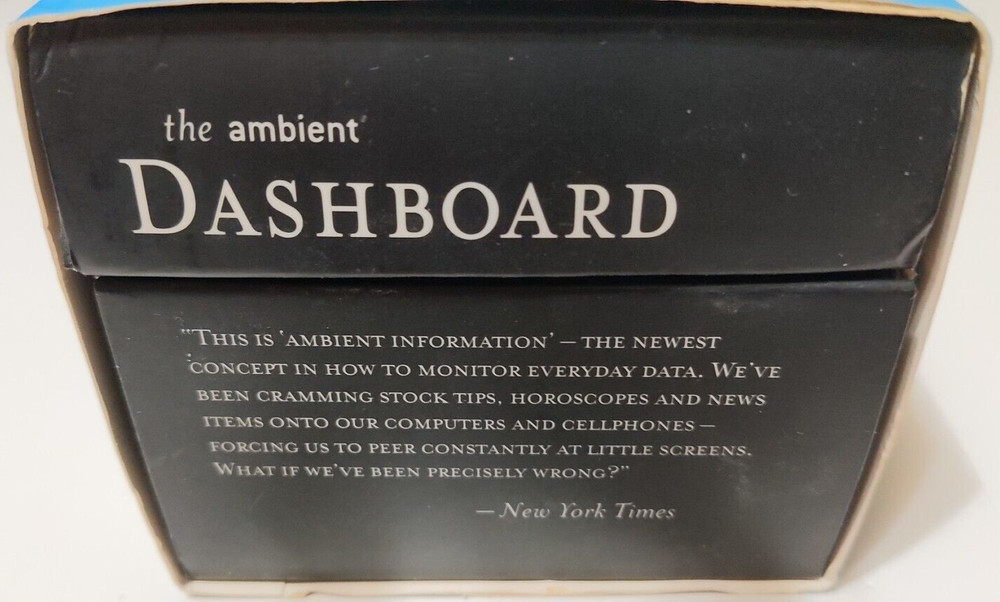 the ambient
DASHBOARD
"THIS IS 'AMBIENT INFORMATION' – THE NEWEST
CONCEPT IN HOW TO MONITOR EVERYDAY DATA. WE'VE
BEEN CRAMMING STOCK TIPS, HOROSCOPES AND NEWS
ITEMS ONTO OUR COMPUTERS AND CELLPHONES –
FORCING US TO PEER CONSTANTLY AT LITTLE SCREENS.
WHAT IF WE'VE BEEN PRECISELY WRONG?"
– New York Times